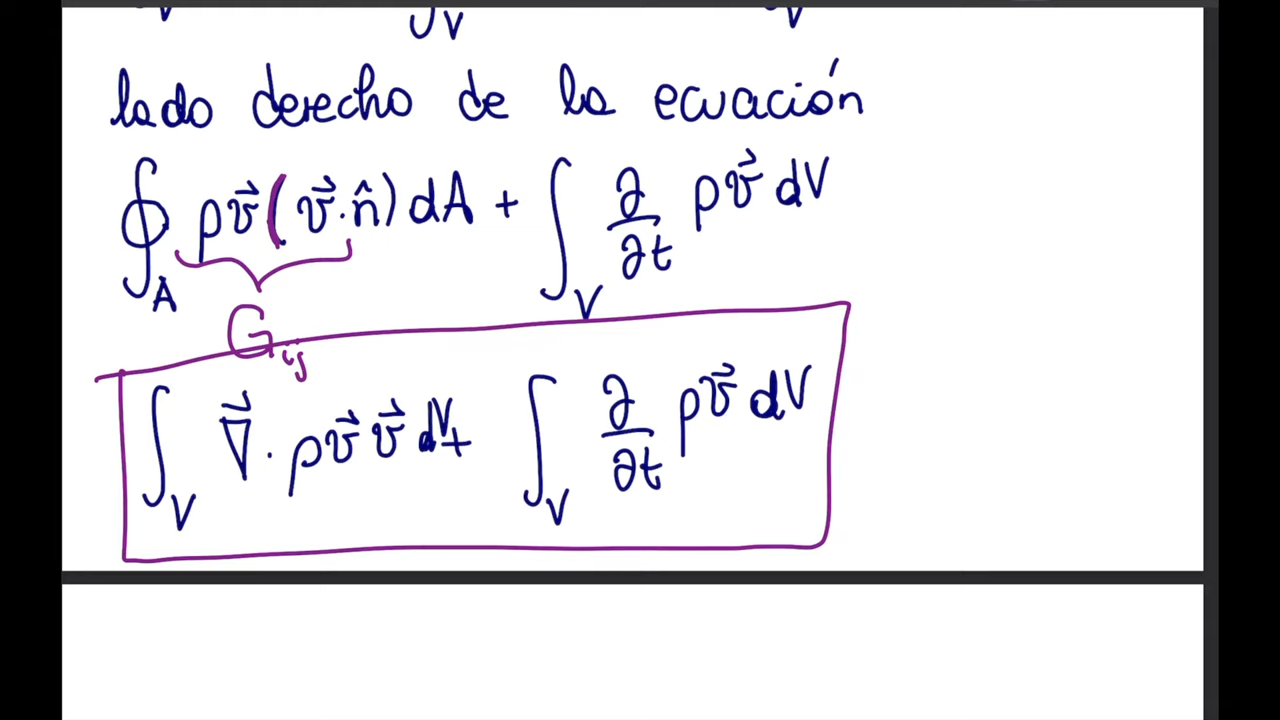 V V V
lado derecho de la ecuación
∮_A ρv⃗(v⃗·n̂)dA + ∫_V ∂/∂t ρv⃗ dV
G_ij
∫_V ∇⃗·ρv⃗v⃗ dV + ∫_V ∂/∂t ρv⃗ dV